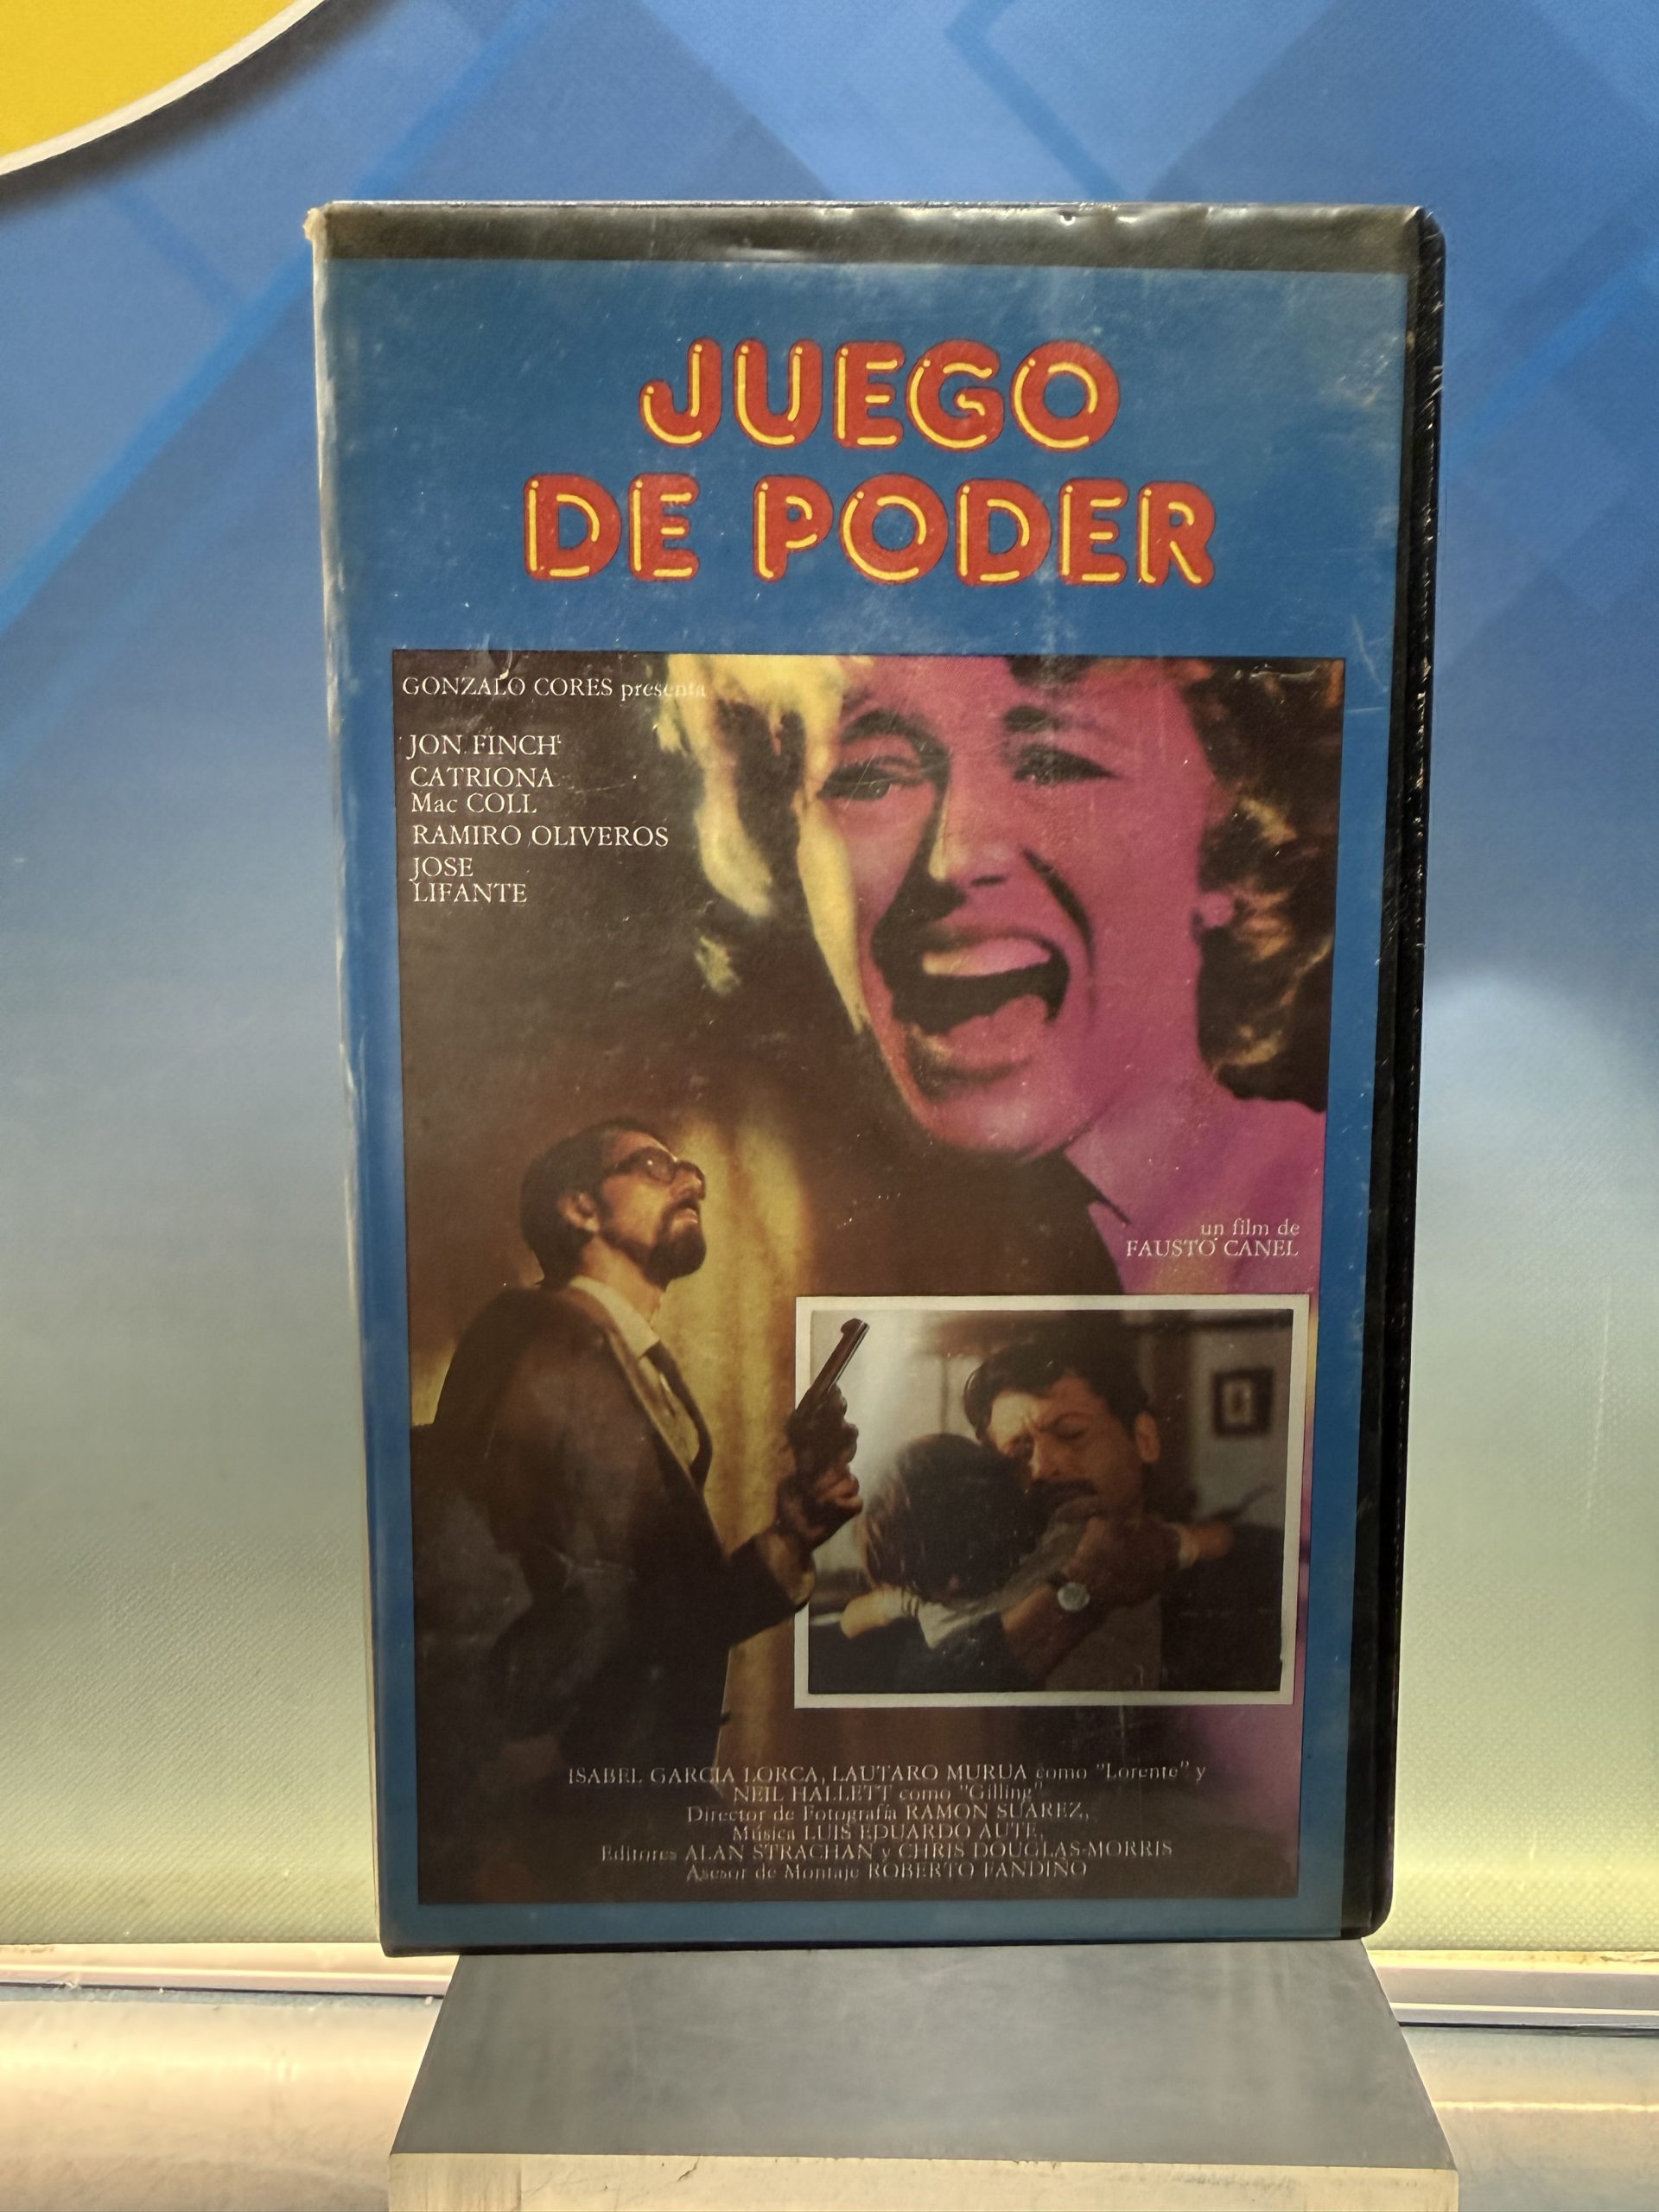 JUEGO
DE PODER
GONZALO CORES presenta
JON FINCH
CATRIONA
Mac COLL
RAMIRO OLIVEROS
JOSE
LIFANTE
un film de
FAUSTO CANEL
ISABEL GARCIA LORCA, LAUTARO MURUA como "Lorente" y
NEIL HALLETT como "Gilling"
Director de Fotografía RAMON SUAREZ,
Música LUIS EDUARDO AUTE,
Editores ALAN STRACHAN y CHRIS DOUGLAS-MORRIS
Asesor de Montaje ROBERTO FANDIÑO